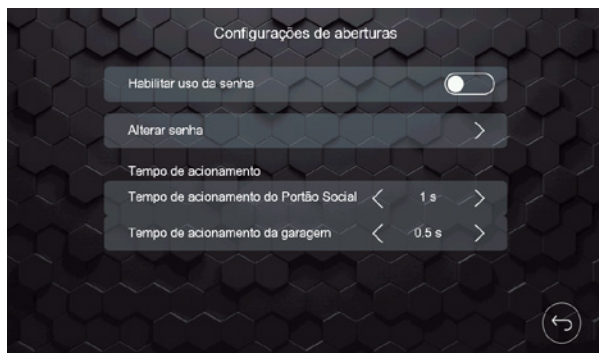 Configurações de aberturas
Habilitar uso da senha
Alterar senha
Tempo de acionamento
Tempo de acionamento do Portão Social 1 s
Tempo de acionamento da garagem 0.5 s